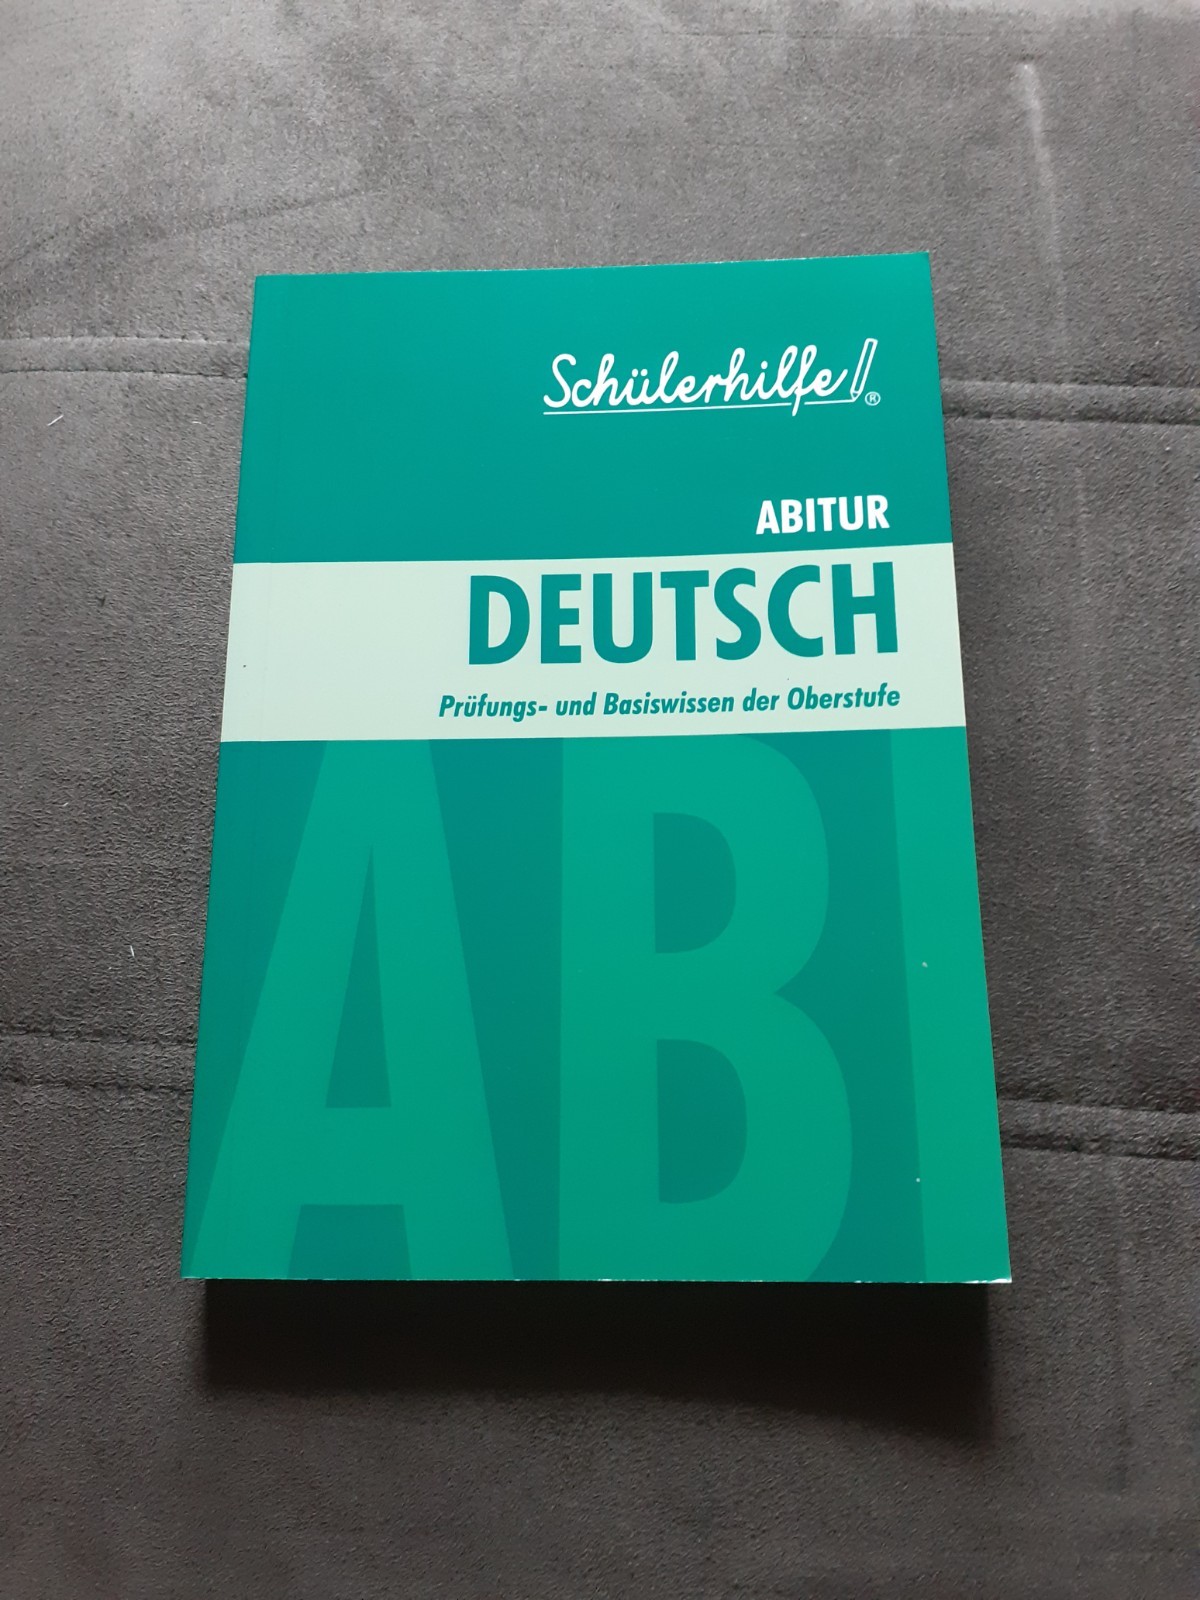 Schülerhilfe! ®
ABITUR
DEUTSCH
Prüfungs- und Basiswissen der Oberstufe
ABI